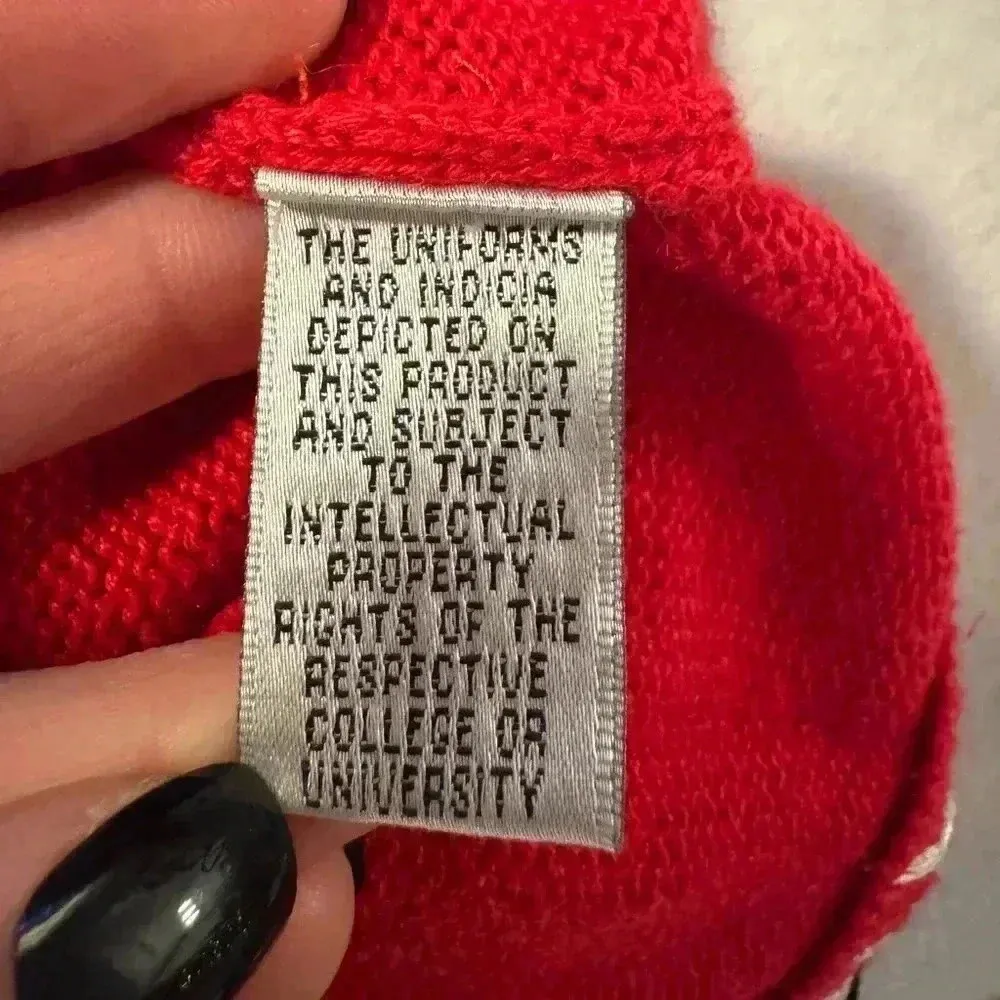 THE UNIFORMS
AND INDICIA
DEPICTED ON
THIS PRODUCT
AND SUBJECT
TO THE
INTELLECTUAL
PROPERTY
RIGHTS OF THE
RESPECTIVE
COLLEGE OR
UNIVERSITY